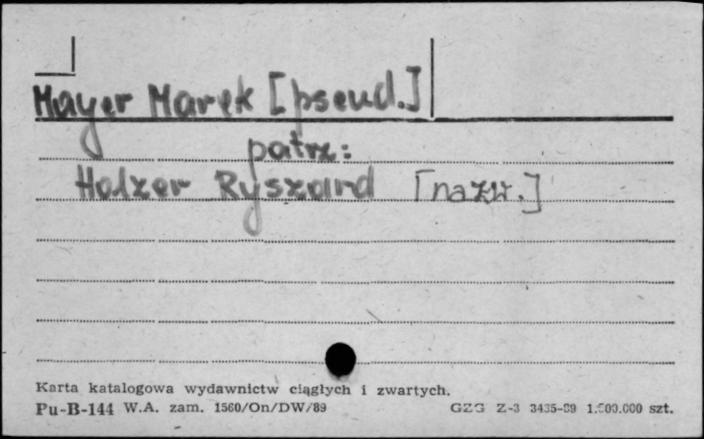 Mayer Marek [pseud.]
patrz:
Holzer Ryszard [nazw.]
Karta katalogowa wydawnictw ciągłych i zwartych.
Pu-B-144 W.A. zam. 1560/On/DW/89 GZG Z-3 3435-89 1.500.000 szt.